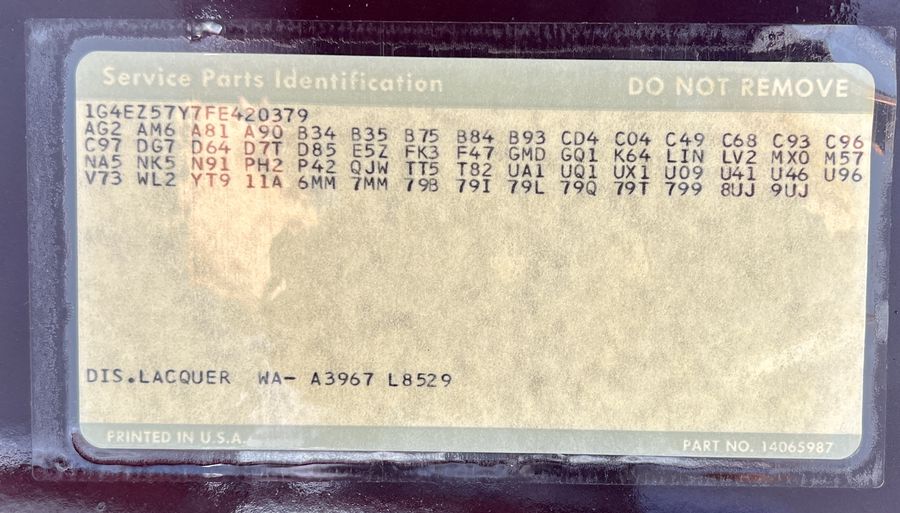 Service Parts Identification DO NOT REMOVE
1G4EZ57Y7FE420379
AG2 AM6 A81 A90 B34 B35 B75 B84 B93 CD4 C04 C49 C68 C93 C96
C97 DG7 D64 D7T D85 E5Z FK3 F47 GMD GQ1 K64 LIN LV2 MX0 M57
NA5 NK5 N91 PH2 P42 QJW TT5 T82 UA1 UQ1 UX1 U09 U41 U46 U96
V73 WL2 YT9 11A 6MM 7MM 79B 79I 79L 79Q 79T 799 8UJ 9UJ
DIS.LACQUER WA- A3967 L8529
PRINTED IN U.S.A. PART NO. 14065987